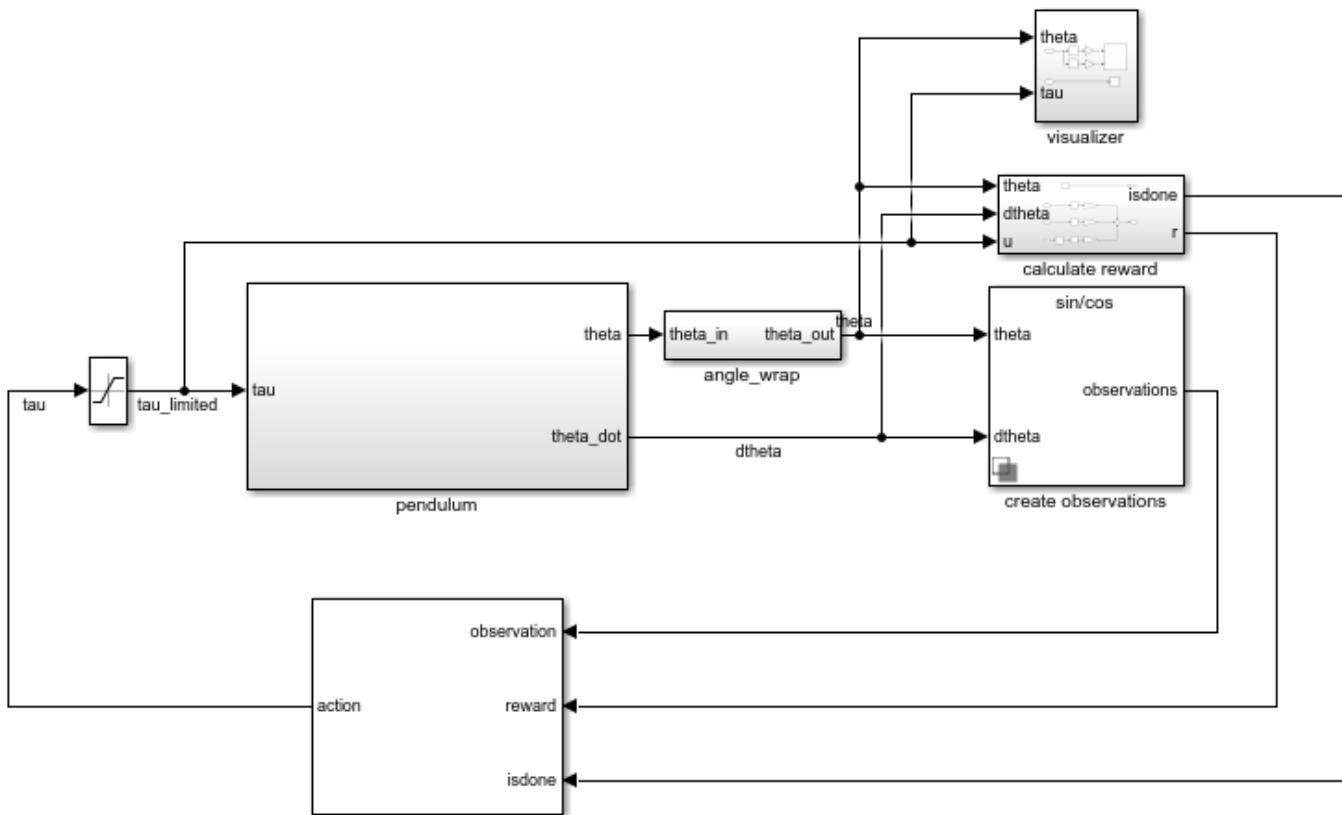 theta
tau
visualizer
theta
dtheta
u
isdone
r
calculate reward
tau
tau_limited
tau
theta
theta_dot
pendulum
theta_in
theta_out
angle_wrap
theta
dtheta
sin/cos
theta
dtheta
observations
create observations
observation
action
reward
isdone